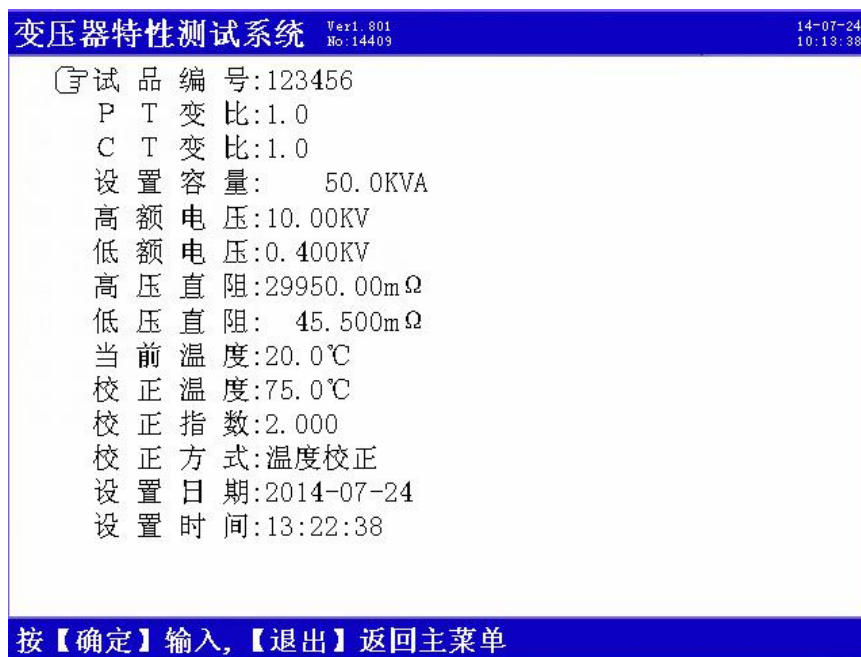 变压器特性测试系统 Ver1.801
No:14409
14-07-24
10:13:38
试品编号:123456
PT变比:1.0
CT变比:1.0
设置容量: 50.0KVA
高额电压:10.00KV
低额电压:0.400KV
高压直阻:29950.00mΩ
低压直阻: 45.500mΩ
当前温度:20.0℃
校正温度:75.0℃
校正指数:2.000
校正方式:温度校正
设置日期:2014-07-24
设置时间:13:22:38
按【确定】输入,【退出】返回主菜单